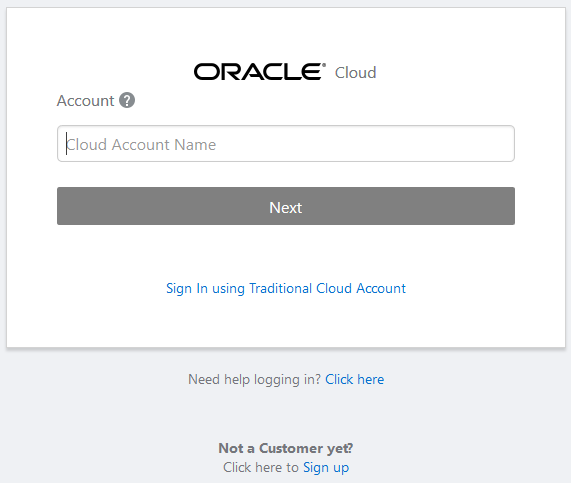 ORACLE® Cloud
Account ?
Cloud Account Name
Next
Sign In using Traditional Cloud Account
Need help logging in? Click here
Not a Customer yet?
Click here to Sign up